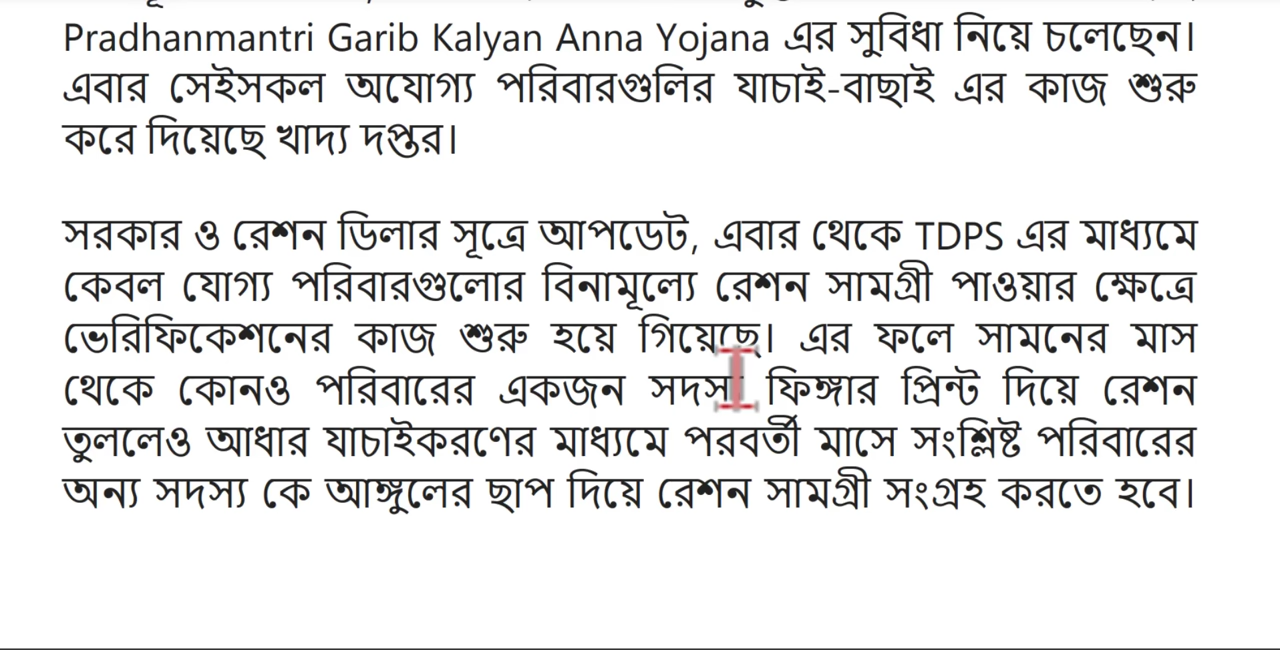 Pradhanmantri Garib Kalyan Anna Yojana এর সুবিধা নিয়ে চলেছেন।
এবার সেইসকল অযোগ্য পরিবারগুলির যাচাই-বাছাই এর কাজ শুরু
করে দিয়েছে খাদ্য দপ্তর।
সরকার ও রেশন ডিলার সূত্রে আপডেট, এবার থেকে TDPS এর মাধ্যমে
কেবল যোগ্য পরিবারগুলোর বিনামূল্যে রেশন সামগ্রী পাওয়ার ক্ষেত্রে
ভেরিফিকেশনের কাজ শুরু হয়ে গিয়েছে। এর ফলে সামনের মাস
থেকে কোনও পরিবারের একজন সদস্য ফিঙ্গার প্রিন্ট দিয়ে রেশন
তুললেও আধার যাচাইকরণের মাধ্যমে পরবর্তী মাসে সংশ্লিষ্ট পরিবারের
অন্য সদস্য কে আঙ্গুলের ছাপ দিয়ে রেশন সামগ্রী সংগ্রহ করতে হবে।